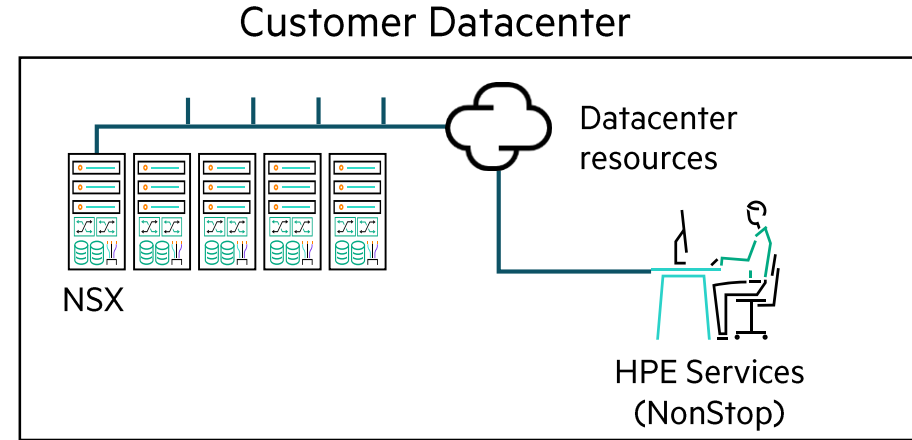 Customer Datacenter
Datacenter
resources
NSX
HPE Services
(NonStop)